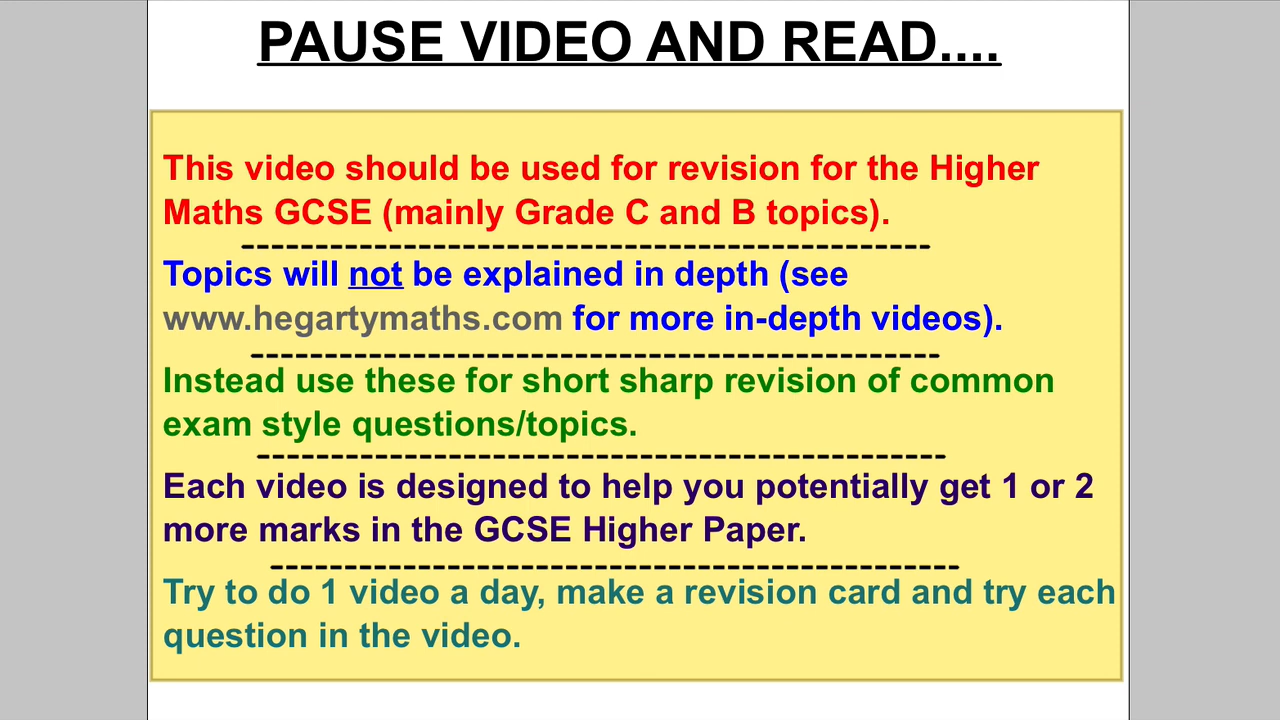 PAUSE VIDEO AND READ....
This video should be used for revision for the Higher
Maths GCSE (mainly Grade C and B topics).
Topics will not be explained in depth (see
www.hegartymaths.com for more in-depth videos).
Instead use these for short sharp revision of common
exam style questions/topics.
Each video is designed to help you potentially get 1 or 2
more marks in the GCSE Higher Paper.
Try to do 1 video a day, make a revision card and try each
question in the video.